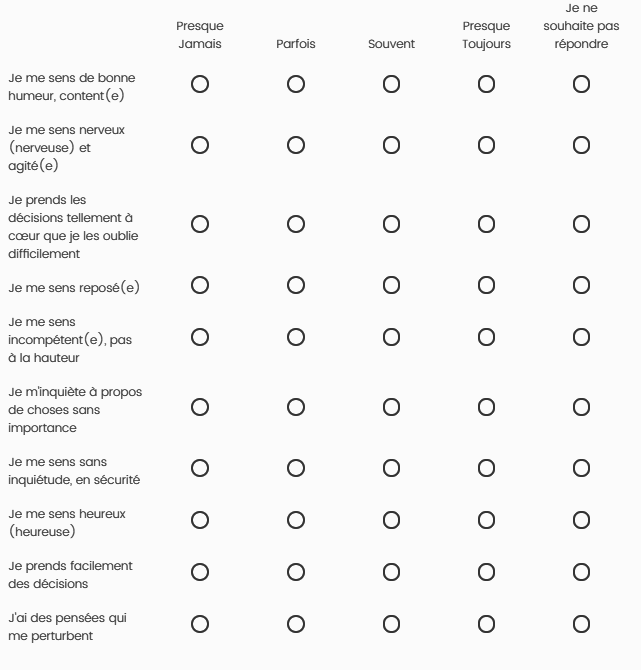 Presque
Jamais
Parfois
Souvent
Presque
Toujours
Je ne
souhaite pas
répondre
Je me sens de bonne
humeur, content(e)
Je me sens nerveux
(nerveuse) et
agité(e)
Je prends les
décisions tellement à
cœur que je les oublie
difficilement
Je me sens reposé(e)
Je me sens
incompétent(e), pas
à la hauteur
Je m'inquiète à propos
de choses sans
importance
Je me sens sans
inquiétude, en sécurité
Je me sens heureux
(heureuse)
Je prends facilement
des décisions
J'ai des pensées qui
me perturbent